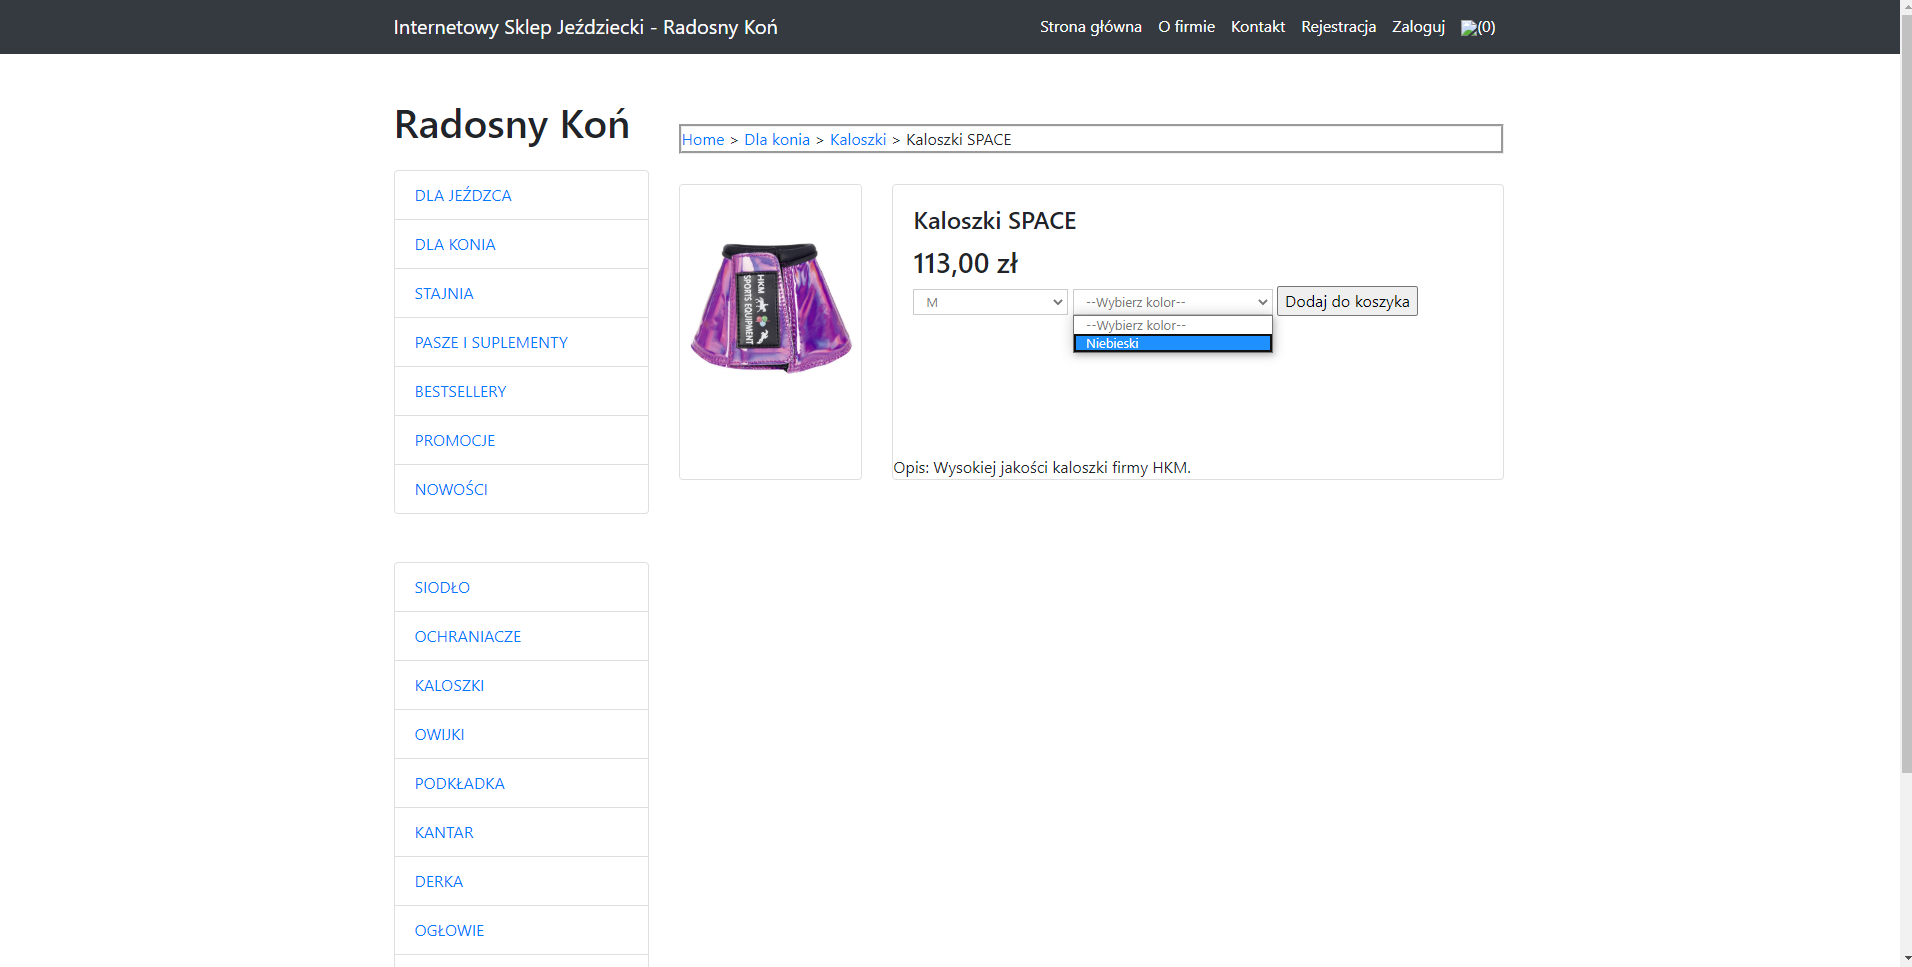 Internetowy Sklep Jeździecki - Radosny Koń
Strona główna O firmie Kontakt Rejestracja Zaloguj (0)
Radosny Koń
DLA JEŹDZCA
DLA KONIA
STAJNIA
PASZE I SUPLEMENTY
BESTSELLERY
PROMOCJE
NOWOŚCI
SIODŁO
OCHRANIACZE
KALOSZKI
OWIJKI
PODKŁADKA
KANTAR
DERKA
OGŁOWIE
Home > Dla konia > Kaloszki > Kaloszki SPACE
HKM
SPORTS EQUIPMENT
Kaloszki SPACE
113,00 zł
M --Wybierz kolor-- Dodaj do koszyka
--Wybierz kolor--
Niebieski
Opis: Wysokiej jakości kaloszki firmy HKM.